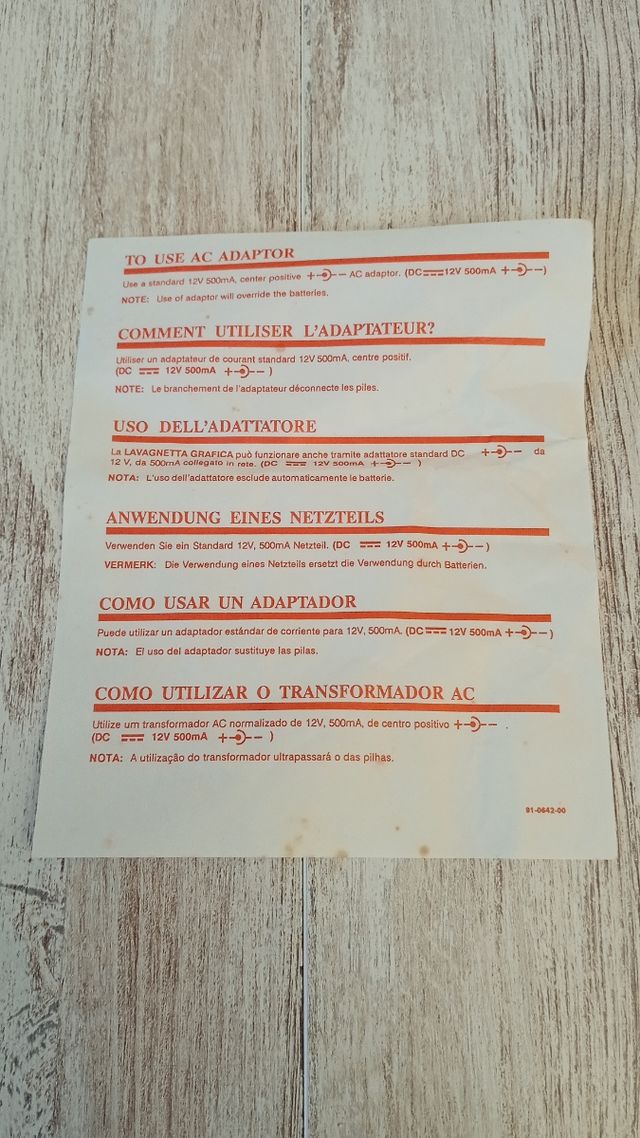 TO USE AC ADAPTOR
Use a standard 12V 500mA, center positive + - AC adaptor. (DC 12V 500mA + - )
NOTE: Use of adaptor will override the batteries.
COMMENT UTILISER L'ADAPTATEUR?
Utiliser un adaptateur de courant standard 12V 500mA, centre positif.
(DC 12V 500mA + - )
NOTE: Le branchement de l'adaptateur déconnecte les piles.
USO DELL'ADATTATORE
La LAVAGNETTA GRAFICA può funzionare anche tramite adattatore standard DC + - da
12 V, da 500mA collegato in rete. (DC 12V 500mA + - )
NOTA: L'uso dell'adattatore esclude automaticamente le batterie.
ANWENDUNG EINES NETZTEILS
Verwenden Sie ein Standard 12V, 500mA Netzteil. (DC 12V 500mA + - )
VERMERK: Die Verwendung eines Netzteils ersetzt die Verwendung durch Batterien.
COMO USAR UN ADAPTADOR
Puede utilizar un adaptador estándar de corriente para 12V, 500mA. (DC 12V 500mA + - )
NOTA: El uso del adaptador sustituye las pilas.
COMO UTILIZAR O TRANSFORMADOR AC
Utilize um transformador AC normalizado de 12V, 500mA, de centro positivo + - .
(DC 12V 500mA + - )
NOTA: A utilização do transformador ultrapassará o das pilhas.
91-0642-00